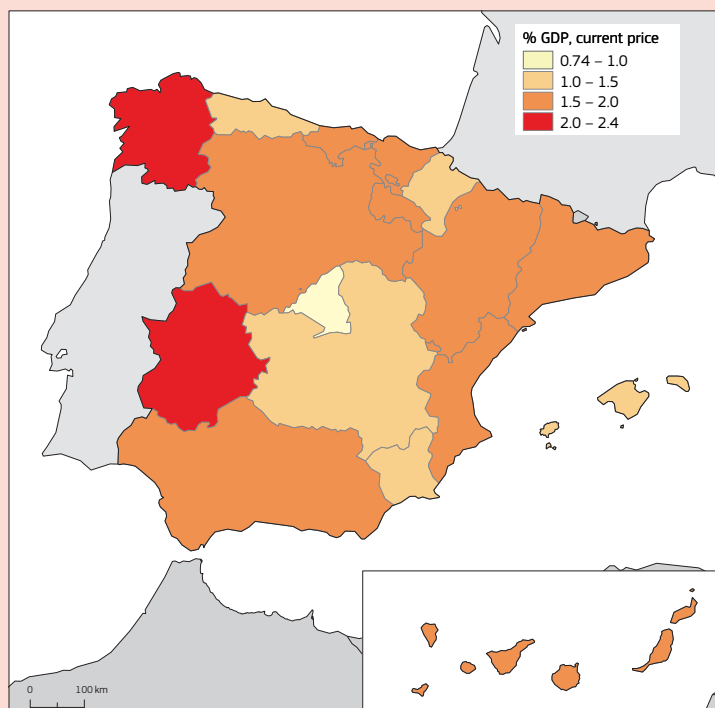 % GDP, current price
0.74 – 1.0
1.0 – 1.5
1.5 – 2.0
2.0 – 2.4
0 100 km